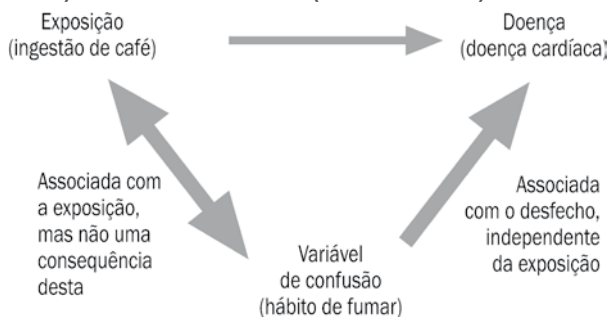 Exposição
(ingestão de café)
Doença
(doença cardíaca)
Associada com
a exposição,
mas não uma
consequência
desta
Variável
de confusão
(hábito de fumar)
Associada
com o desfecho,
independente
da exposição